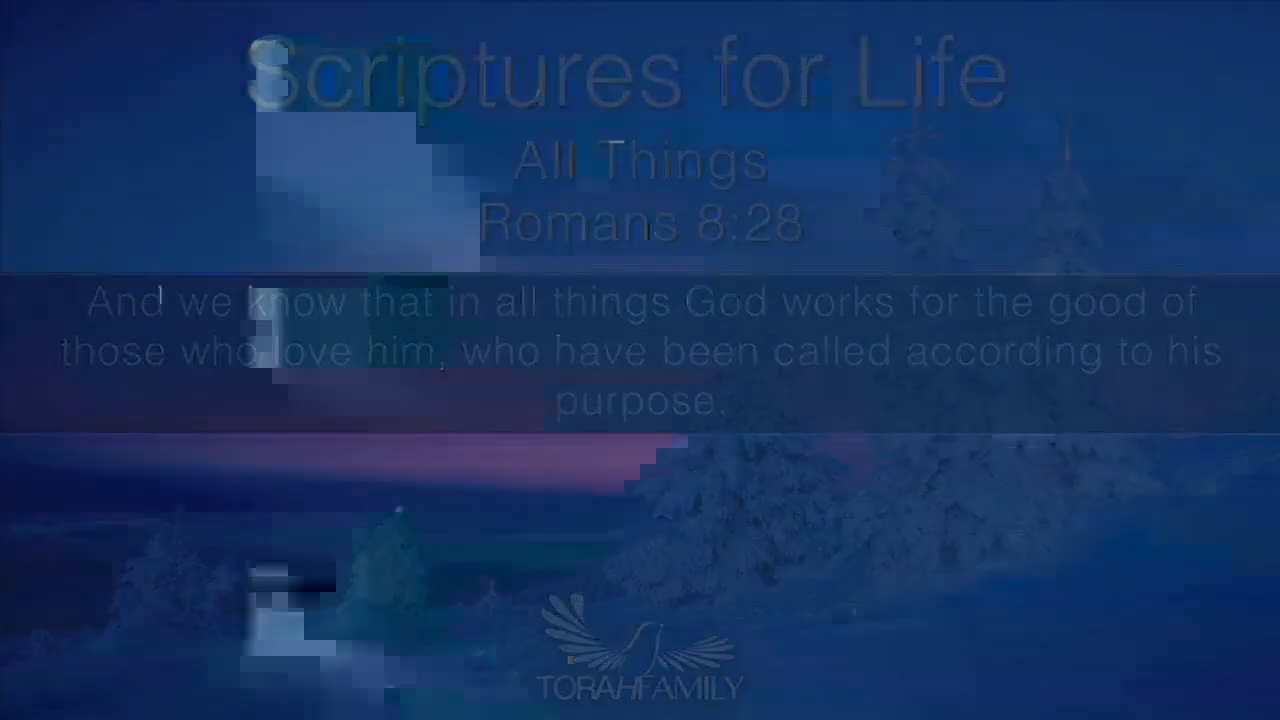 Scriptures for Life
All Things
Romans 8:28
And we know that in all things God works for the good of
those who love him, who have been called according to his
purpose.
TORAHFAMILY